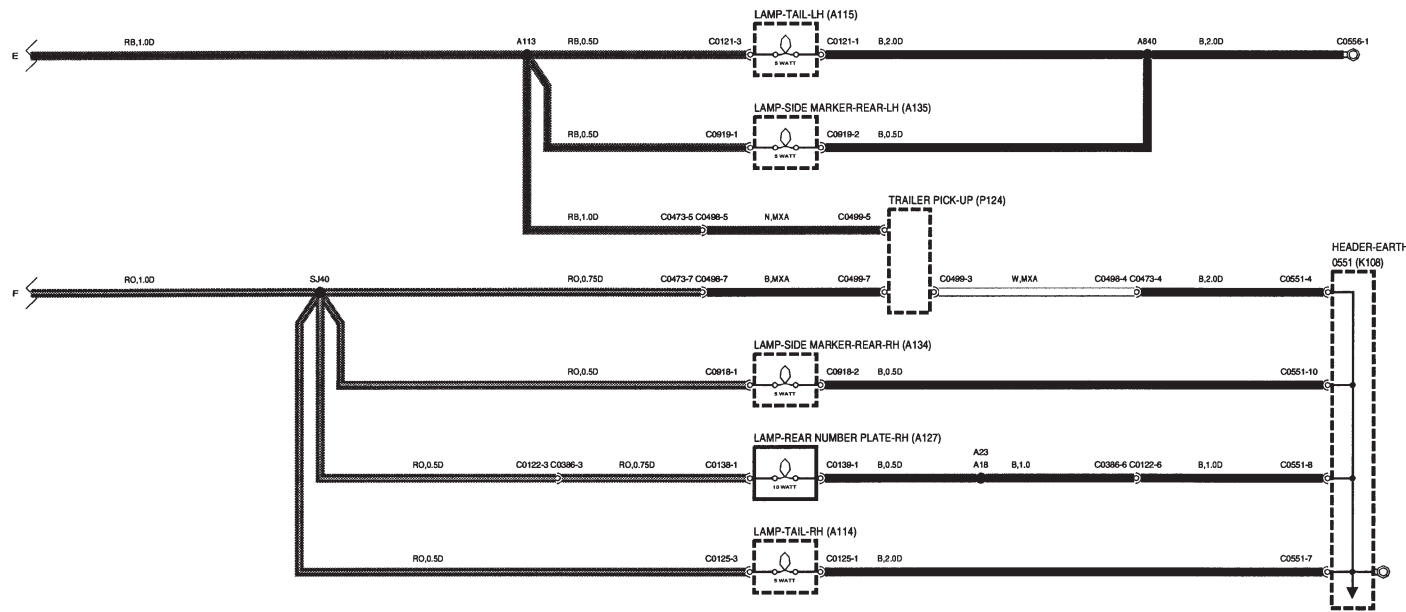 LAMP-TAIL-LH (A115)
E RB,1.0D A113 RB,0.5D C0121-3 C0121-1 B,2.0D A840 B,2.0D C0556-1
5 WATT
LAMP-SIDE MARKER-REAR-LH (A135)
RB,0.5D C0919-1 C0919-2 B,0.5D
5 WATT
TRAILER PICK-UP (P124)
RB,1.0D C0473-5 C0498-5 N,MXA C0499-5
HEADER-EARTH
0551 (K108)
F RO,1.0D SJ40 RO,0.75D C0473-7 C0498-7 B,MXA C0499-7 C0499-3 W,MXA C0498-4 C0473-4 B,2.0D C0551-4
LAMP-SIDE MARKER-REAR-RH (A134)
RO,0.5D C0918-1 C0918-2 B,0.5D C0551-10
5 WATT
LAMP-REAR NUMBER PLATE-RH (A127)
RO,0.5D C0122-3 C0386-3 RO,0.75D C0138-1 C0139-1 B,0.5D A23
A18 B,1.0 C0386-6 C0122-6 B,1.0D C0551-8
10 WATT
LAMP-TAIL-RH (A114)
RO,0.5D C0125-3 C0125-1 B,2.0D C0551-7
5 WATT